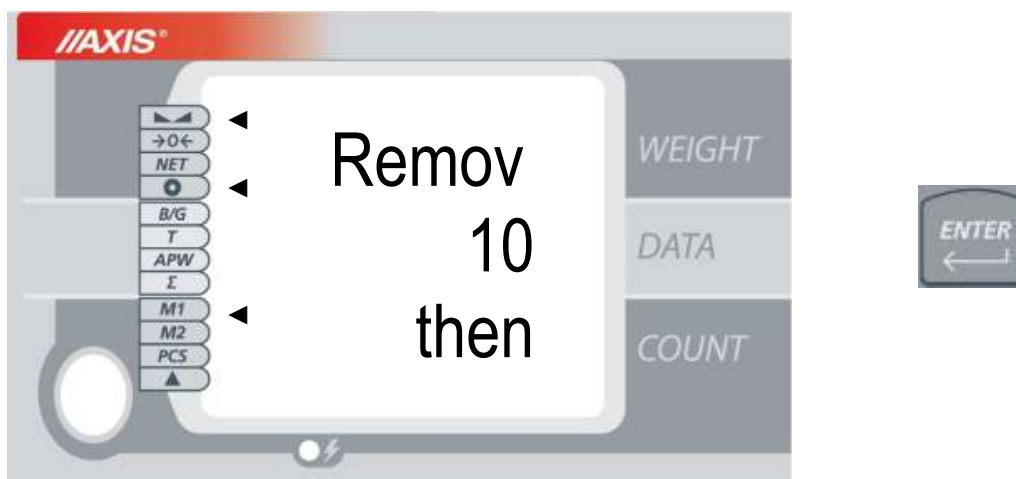 //AXIS®
→0←
NET
B/G
T
APW
Σ
M1
M2
PCS
Remov
10
then
WEIGHT
DATA
COUNT
ENTER